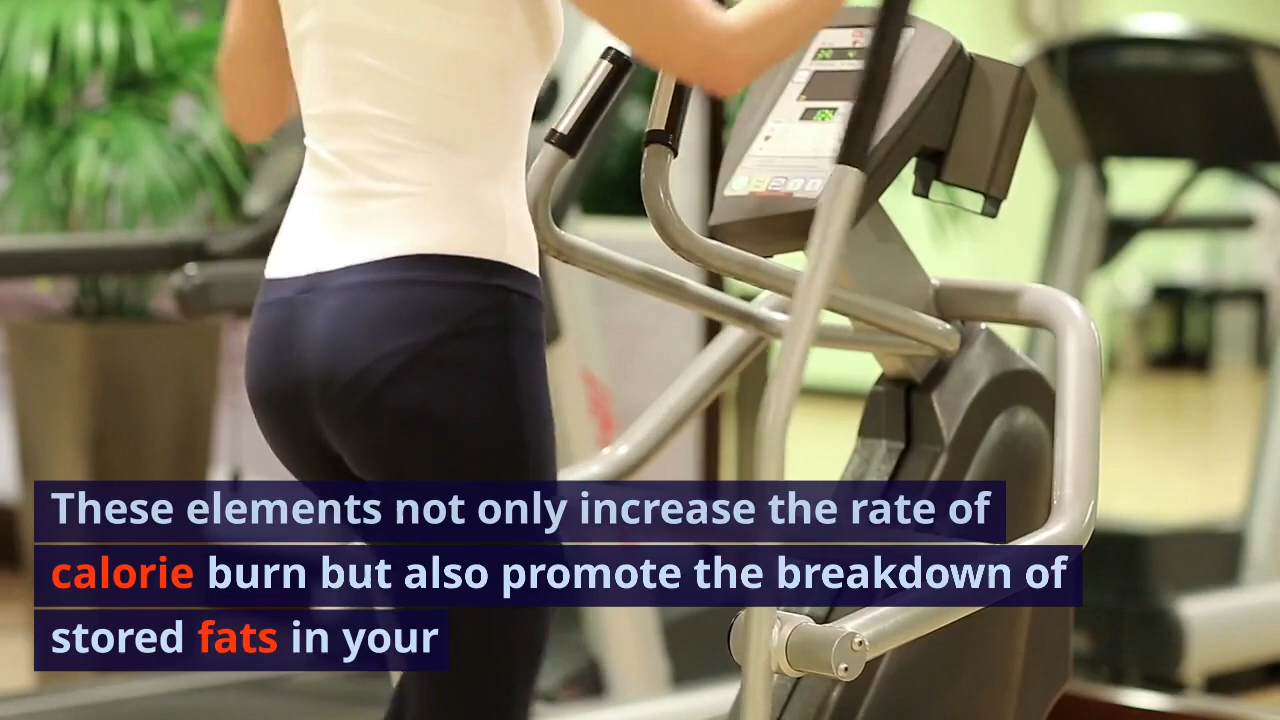 These elements not only increase the rate of
calorie burn but also promote the breakdown of
stored fats in your